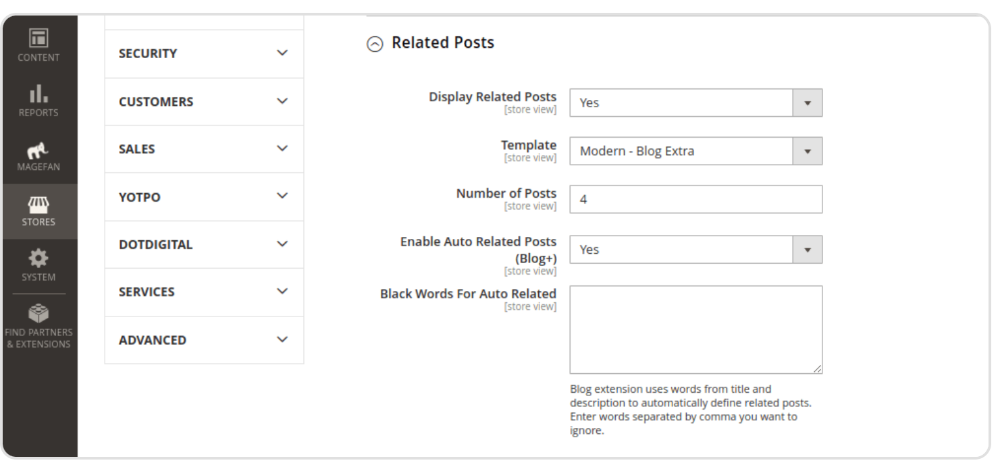 CONTENT
REPORTS
MAGEFAN
STORES
SYSTEM
FIND PARTNERS
& EXTENSIONS
SECURITY
CUSTOMERS
SALES
YOTPO
DOTDIGITAL
SERVICES
ADVANCED
Related Posts
Display Related Posts
[store view]
Yes
Template
[store view]
Modern - Blog Extra
Number of Posts
[store view]
4
Enable Auto Related Posts
(Blog+)
[store view]
Yes
Black Words For Auto Related
[store view]
Blog extension uses words from title and
description to automatically define related posts.
Enter words separated by comma you want to
ignore.